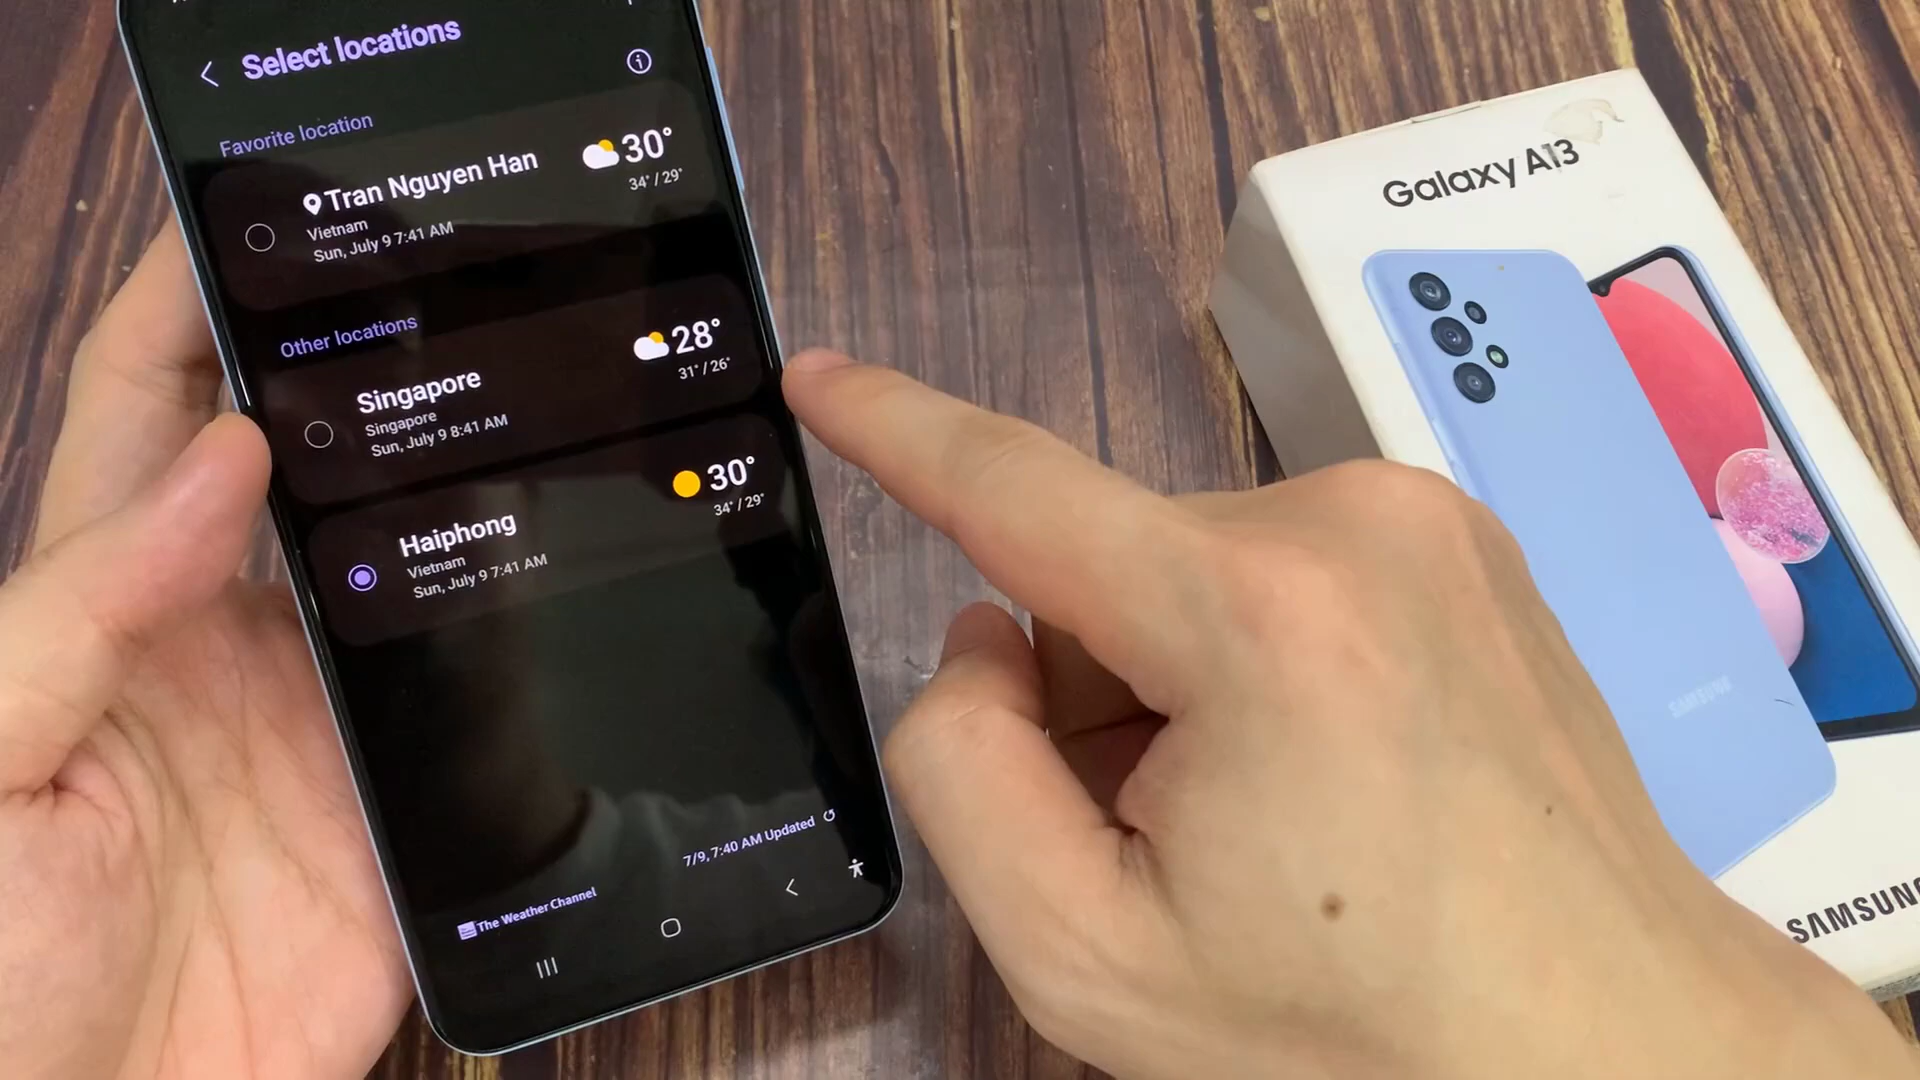 Select locations
Favorite location
Tran Nguyen Han
Vietnam
Sun, July 9 7:41 AM
30°
34° / 29°
Other locations
Singapore
Singapore
Sun, July 9 8:41 AM
28°
31° / 26°
Haiphong
Vietnam
Sun, July 9 7:41 AM
30°
34° / 29°
7/9, 7:40 AM Updated
The Weather Channel
Galaxy A13
SAMSUNG
SAMSUNG